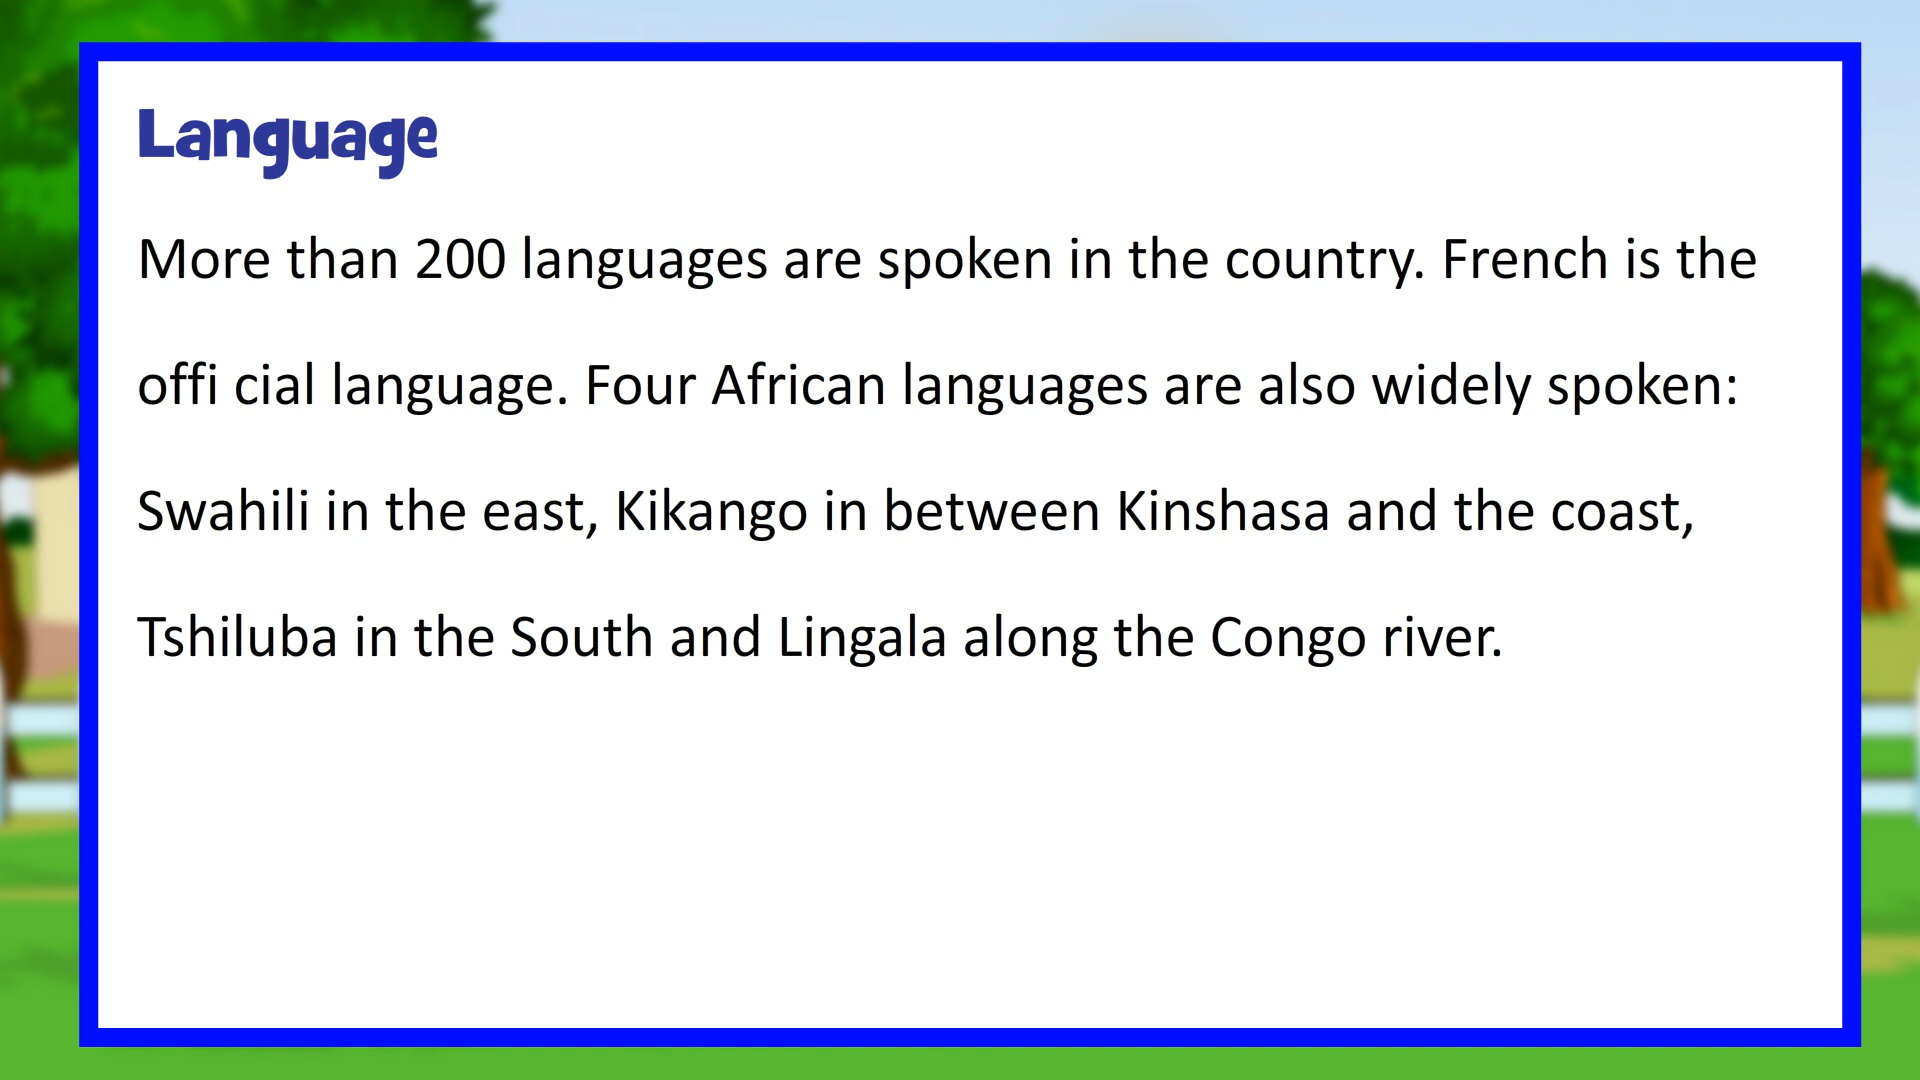 Language
More than 200 languages are spoken in the country. French is the
offi cial language. Four African languages are also widely spoken:
Swahili in the east, Kikango in between Kinshasa and the coast,
Tshiluba in the South and Lingala along the Congo river.